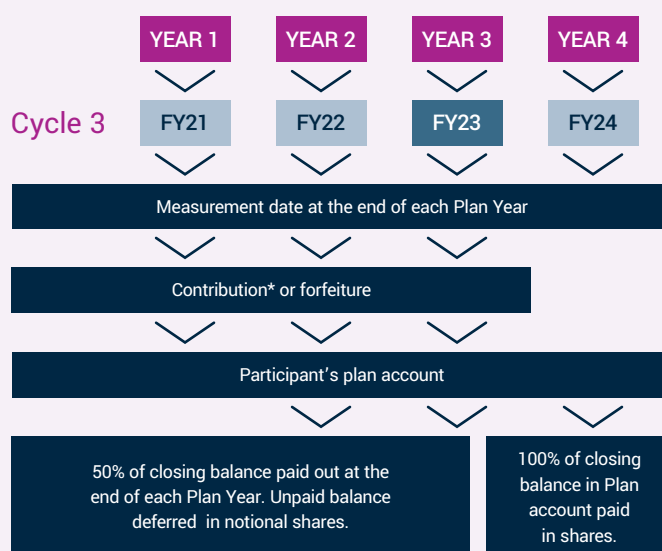 YEAR 1 YEAR 2 YEAR 3 YEAR 4
Cycle 3 FY21 FY22 FY23 FY24
Measurement date at the end of each Plan Year
Contribution* or forfeiture
Participant’s plan account
50% of closing balance paid out at the
end of each Plan Year. Unpaid balance
deferred in notional shares.
100% of closing
balance in Plan
account paid
in shares.